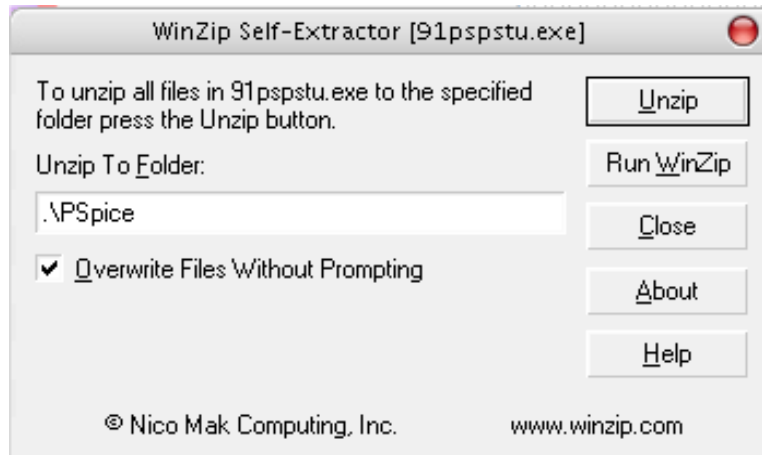 WinZip Self-Extractor [91pspstu.exe]
To unzip all files in 91pspstu.exe to the specified
folder press the Unzip button.
Unzip To Folder:
.\PSpice
Overwrite Files Without Prompting
Unzip
Run WinZip
Close
About
Help
© Nico Mak Computing, Inc.
www.winzip.com